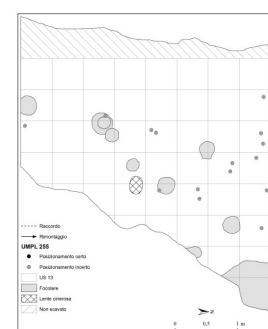 Raccordo
Rimontaggio
UMPL 255
Posizionamento certo
Posizionamento incerto
US 13
Focolare
Lente cinerosa
Non scavato
N
0 0,5 1 m